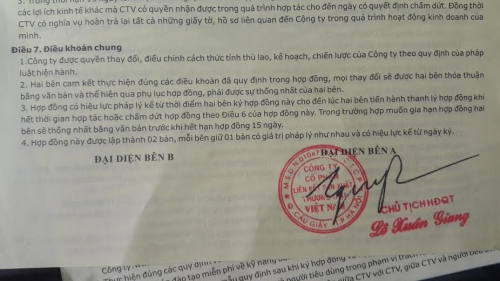 các lợi ích kinh tế khác mà CTV có quyền nhận được trong quá trình hợp tác cho đến ngày có quyết định chấm dứt. Đồng thời
CTV có nghĩa vụ hoàn trả lại tất cả những giấy tờ, hồ sơ liên quan đến Công ty trong quá trình hoạt động kinh doanh của
mình.
Điều 7. Điều khoản chung
1.Công ty được quyền thay đổi, điều chỉnh cách thức tính thù lao, kế hoạch, chiến lược của Công ty theo quy định của pháp
luật hiện hành.
2. Hai bên cam kết thực hiện đúng các điều khoản đã quy định trong hợp đồng, mọi thay đổi sẽ được hai bên thỏa thuận
bằng văn bản và thể hiện qua phụ lục hợp đồng, phải được sự thống nhất của hai bên.
3. Hợp đồng có hiệu lực pháp lý kể từ thời điểm hai bên ký hợp đồng này cho đến lúc hai bên tiến hành thanh lý hợp đồng khi
hết thời gian hợp tác hoặc chấm dứt hợp đồng theo Điều 6 của hợp đồng này. Trong trường hợp muốn gia hạn hợp đồng hai
bên sẽ thống nhất bằng văn bản trước khi hết hạn hợp đồng 15 ngày.
4. Hợp đồng này được lập thành 02 bản, mỗi bên giữ 01 bản có giá trị pháp lý như nhau và có hiệu lực kể từ ngày ký.
ĐẠI DIỆN BÊN B ĐẠI DIỆN BÊN A
CÔNG TY
CỔ PHẦN
LIÊN KẾT SẢN XUẤT
THƯƠNG MẠI
VIỆT NAM
Q. CẦU GIẤY - T.P HÀ NỘI
CHỦ TỊCH HĐQT
Lê Xuân Giang